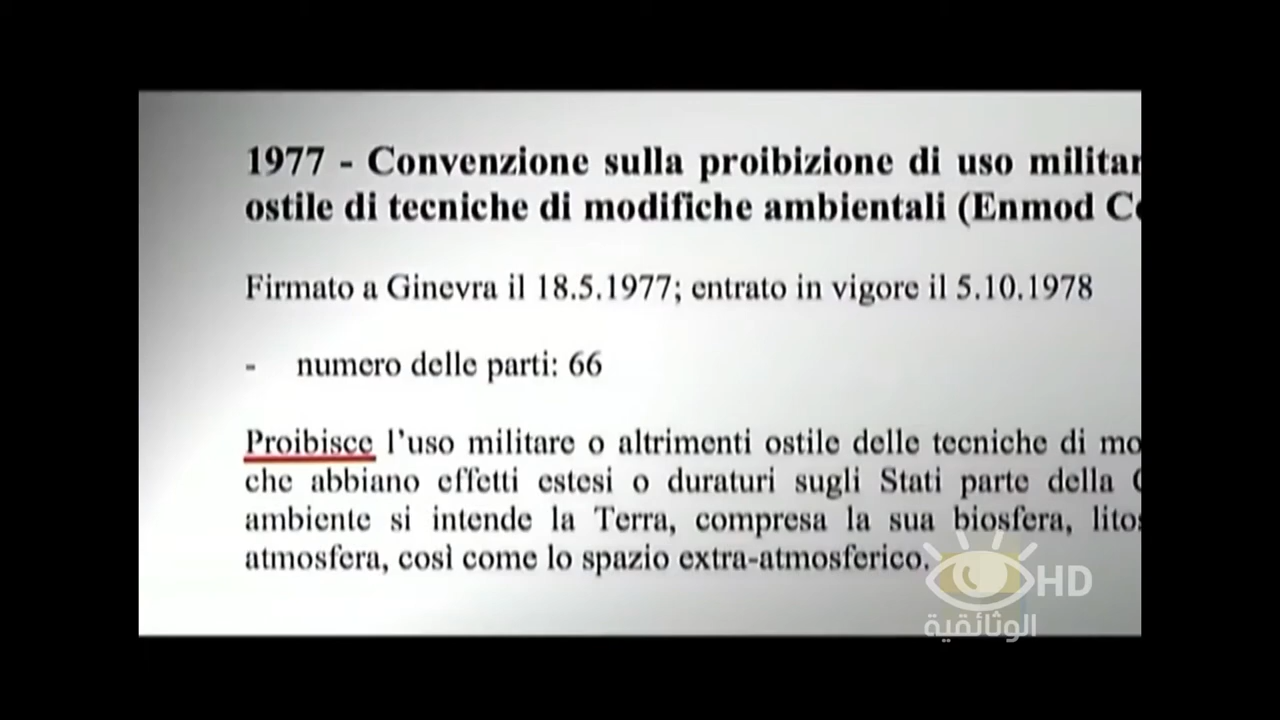 1977 - Convenzione sulla proibizione di uso
ostile di tecniche di modifiche ambientali (Enmod
Firmato a Ginevra il 18.5.1977; entrato in vigore il 5.10.1978
- numero delle parti: 66
Proibisce l’uso militare o altrimenti ostile delle tecniche di
che abbiano effetti estesi o duraturi sugli Stati parte della
ambiente si intende la Terra, compresa la sua biosfera,
atmosfera, così come lo spazio extra-atmosferico.
HD
الوثائقية